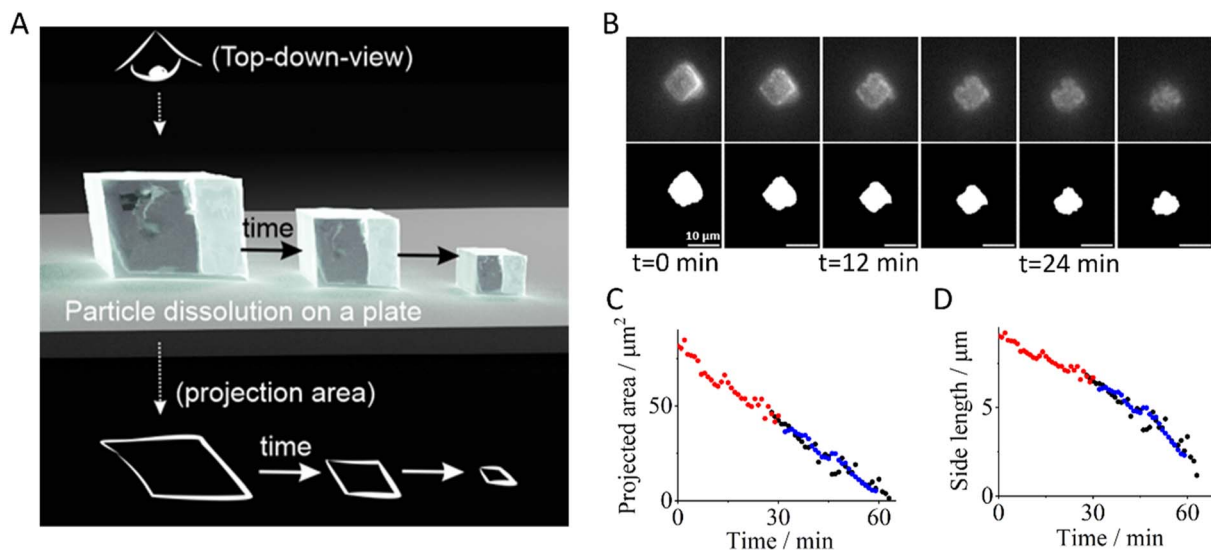 A
(Top-down-view)
time
Particle dissolution on a plate
(projection area)
time
B
10 µm
t=0 min
t=12 min
t=24 min
C
Projected area / µm²
50
0
0
30
60
Time / min
D
Side length / µm
5
0
0
30
60
Time / min